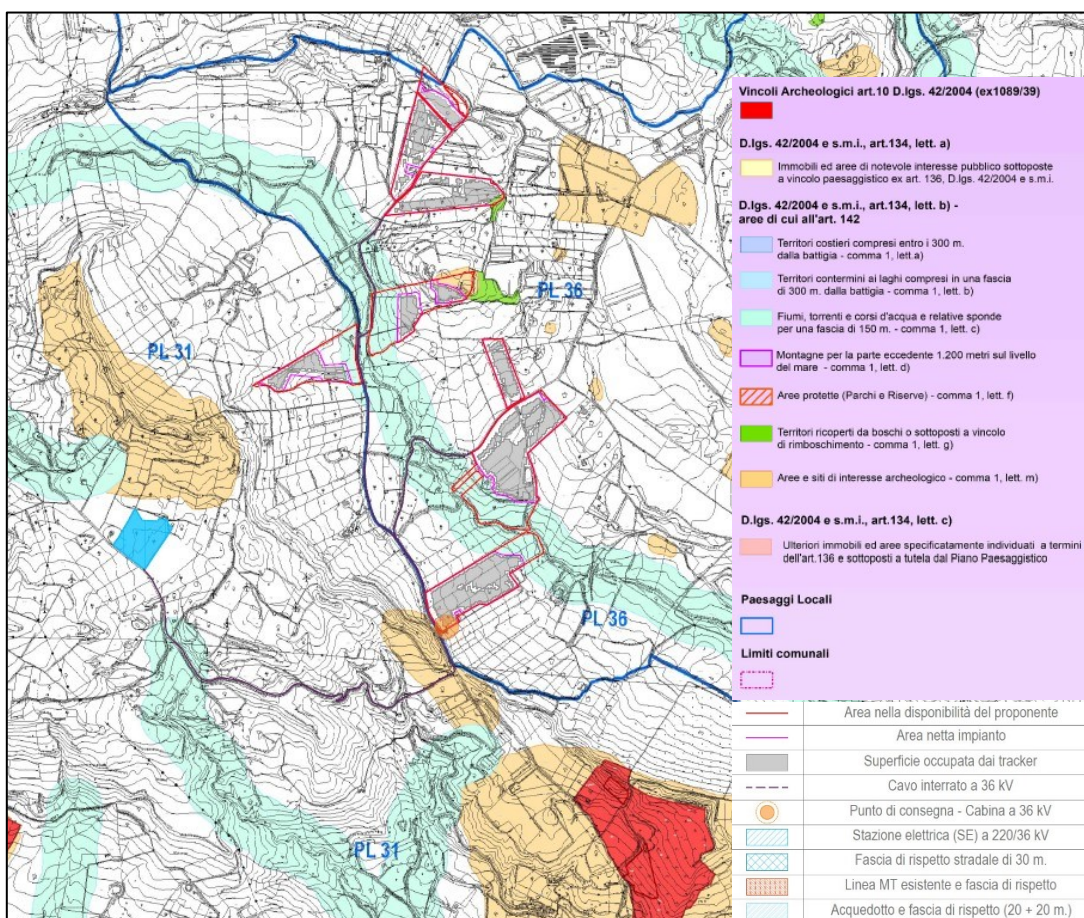 PL 36
PL 31
PL 36
PL 31
Vincoli Archeologici art.10 D.lgs. 42/2004 (ex1089/39)
D.lgs. 42/2004 e s.m.i., art.134, lett. a)
Immobili ed aree di notevole interesse pubblico sottoposte
a vincolo paesaggistico ex art. 136, D.lgs. 42/2004 e s.m.i.
D.lgs. 42/2004 e s.m.i., art.134, lett. b) -
aree di cui all'art. 142
Territori costieri compresi entro i 300 m.
dalla battigia - comma 1, lett.a)
Territori contermini ai laghi compresi in una fascia
di 300 m. dalla battigia - comma 1, lett. b)
Fiumi, torrenti e corsi d'acqua e relative sponde
per una fascia di 150 m. - comma 1, lett. c)
Montagne per la parte eccedente 1.200 metri sul livello
del mare - comma 1, lett. d)
Aree protette (Parchi e Riserve) - comma 1, lett. f)
Territori ricoperti da boschi o sottoposti a vincolo
di rimboschimento - comma 1, lett. g)
Aree e siti di interesse archeologico - comma 1, lett. m)
D.lgs. 42/2004 e s.m.i., art.134, lett. c)
Ulteriori immobili ed aree specificatamente individuati a termini
dell'art.136 e sottoposti a tutela dal Piano Paesaggistico
Paesaggi Locali
Limiti comunali
Area nella disponibilità del proponente
Area netta impianto
Superficie occupata dai tracker
Cavo interrato a 36 kV
Punto di consegna - Cabina a 36 kV
Stazione elettrica (SE) a 220/36 kV
Fascia di rispetto stradale di 30 m.
Linea MT esistente e fascia di rispetto
Acquedotto e fascia di rispetto (20 + 20 m.)